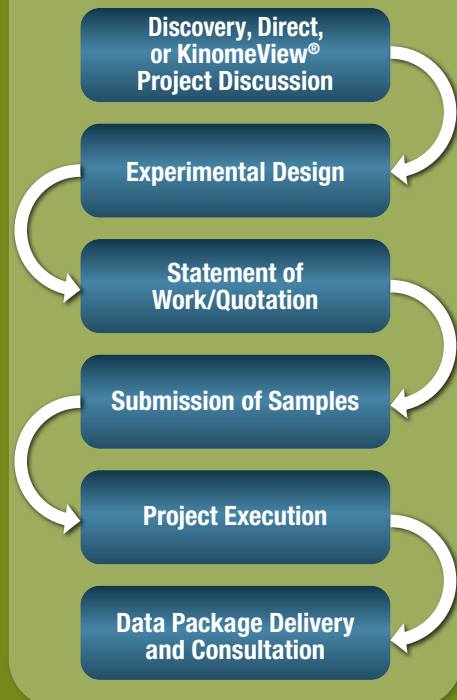 Discovery, Direct,
or KinomeView®
Project Discussion
Experimental Design
Statement of
Work/Quotation
Submission of Samples
Project Execution
Data Package Delivery
and Consultation